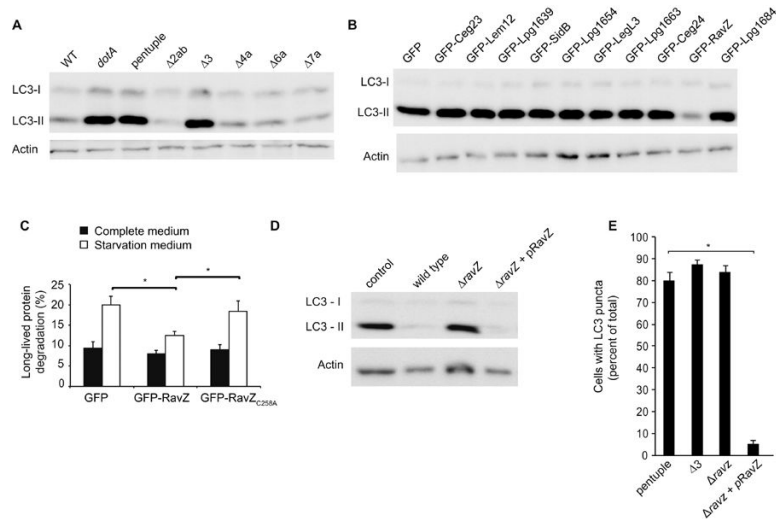 A
WT dotA pentuple Δ2ab Δ3 Δ4a Δ6a Δ7a
LC3-I
LC3-II
Actin
B
GFP GFP-Ceg23 GFP-Lem12 GFP-Lpg1639 GFP-SidB GFP-Lpg1654 GFP-LegL3 GFP-Lpg1663 GFP-Ceg24 GFP-RavZ GFP-Lpg1684
LC3-I
LC3-II
Actin
C
Complete medium
Starvation medium
Long-lived protein
degradation (%)
25
20
15
10
5
0
* *
GFP GFP-RavZ GFP-RavZC258A
D
control wild type ΔravZ ΔravZ + pRavZ
LC3 - I
LC3 - II
Actin
E
Cells with LC3 puncta
(percent of total)
100
90
80
70
60
50
40
30
20
10
0
*
pentuple Δ3 Δravz Δravz + pRavZ